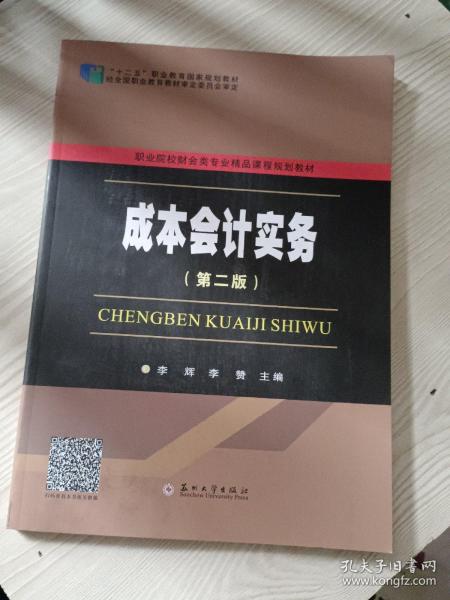 "十二五"职业教育国家规划教材
经全国职业教育教材审定委员会审定
职业院校财会类专业精品课程规划教材
成本会计实务
（第二版）
CHENGBEN KUAIJI SHIWU
李 辉 李 赞 主编
苏州大学出版社
Soochow University Press
孔夫子旧书网
www.kongfz.com